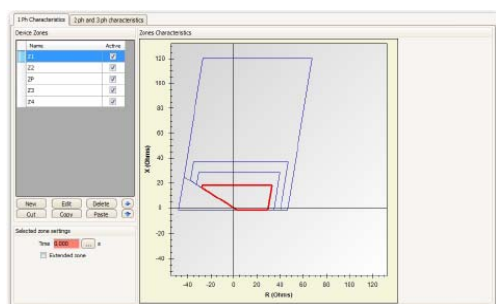 1 Ph Characteristics
2 ph and 3 ph characteristics
Device Zones
Zones Characteristics
Name Active
Z1
Z2
ZP
Z3
Z4
New Edit Delete
Cut Copy Paste
Selected zone settings
Time 0.000 ... s
Extended zone
X (Ohms)
120
100
80
60
40
20
0
-20
-40
-40 -20 0 20 40 60 80 100 120
R (Ohms)